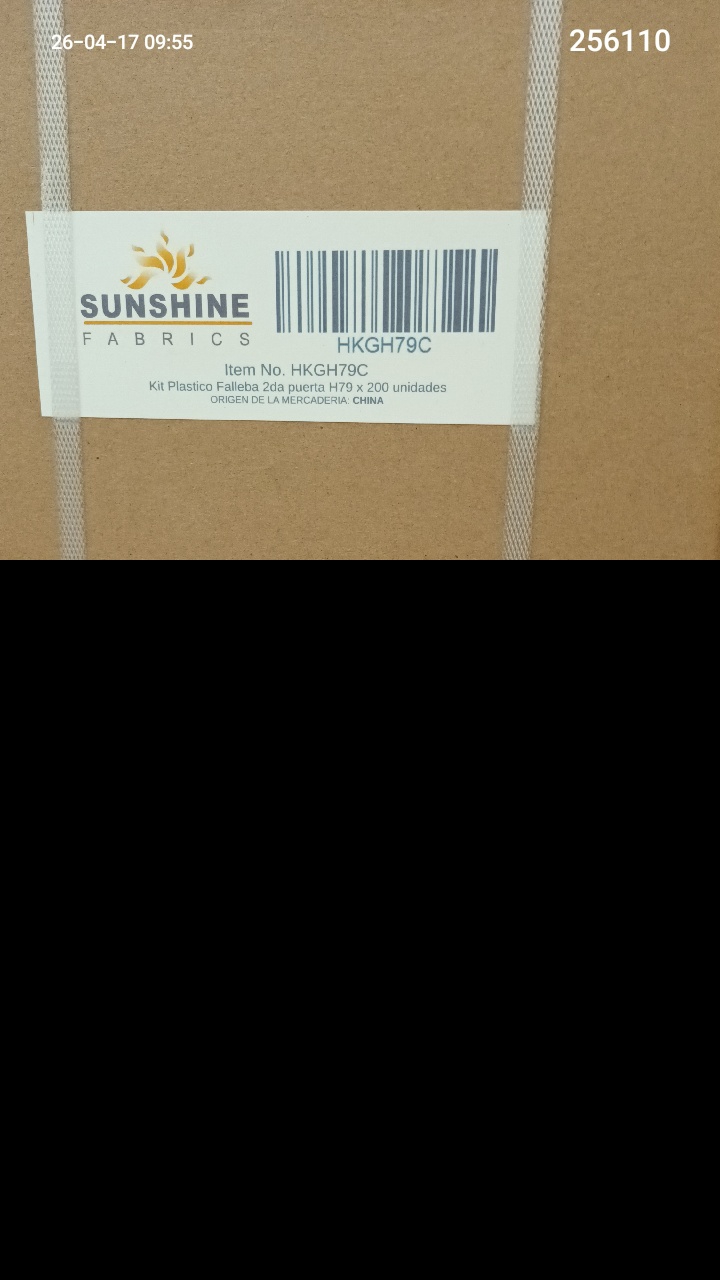 26-04-17 09:55
256110
SUNSHINE
FABRICS
HKGH79C
Item No. HKGH79C
Kit Plastico Falleba 2da puerta H79 x 200 unidades
ORIGEN DE LA MERCADERIA: CHINA